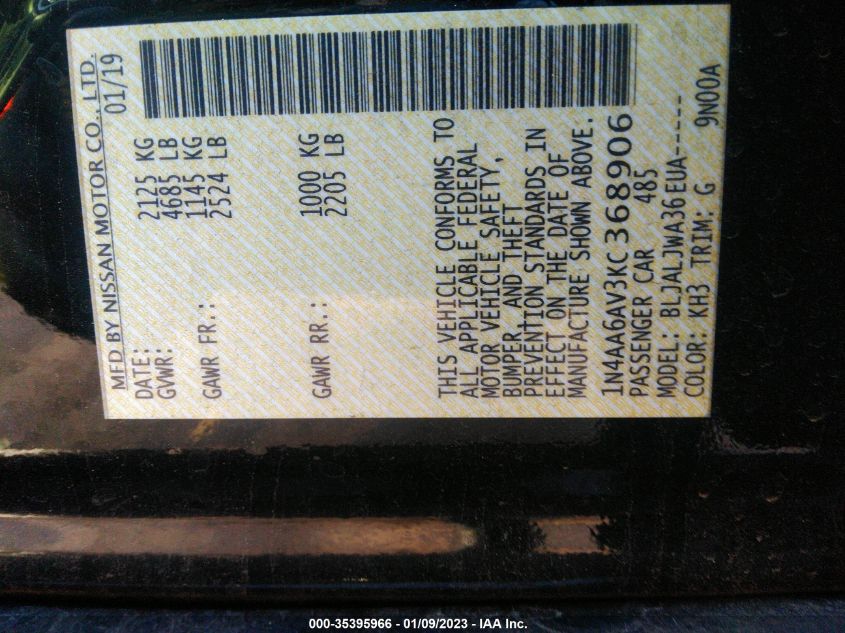 MFD BY NISSAN MOTOR CO., LTD.
DATE: 01/19
GVWR: 2125 KG
4685 LB
GAWR FR.: 1145 KG
2524 LB
GAWR RR.: 1000 KG
2205 LB
THIS VEHICLE CONFORMS TO
ALL APPLICABLE FEDERAL
MOTOR VEHICLE SAFETY,
BUMPER, AND THEFT
PREVENTION STANDARDS IN
EFFECT ON THE DATE OF
MANUFACTURE SHOWN ABOVE.
1N4AA6AV3KC368906
PASSENGER CAR 485
MODEL: BLJALJWA36EUA-----
COLOR: KH3 TRIM: G 9N00A
000-35395966 - 01/09/2023 - IAA Inc.